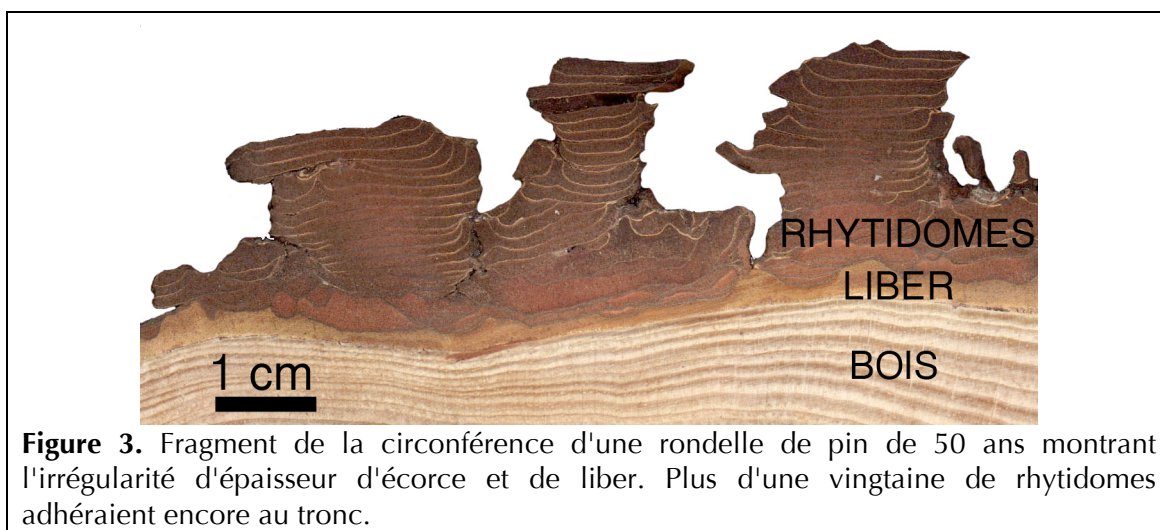 RHYTIDOMES
LIBER
BOIS
1 cm
Figure 3. Fragment de la circonférence d'une rondelle de pin de 50 ans montrant
l'irrégularité d'épaisseur d'écorce et de liber. Plus d'une vingtaine de rhytidomes
adhéraient encore au tronc.